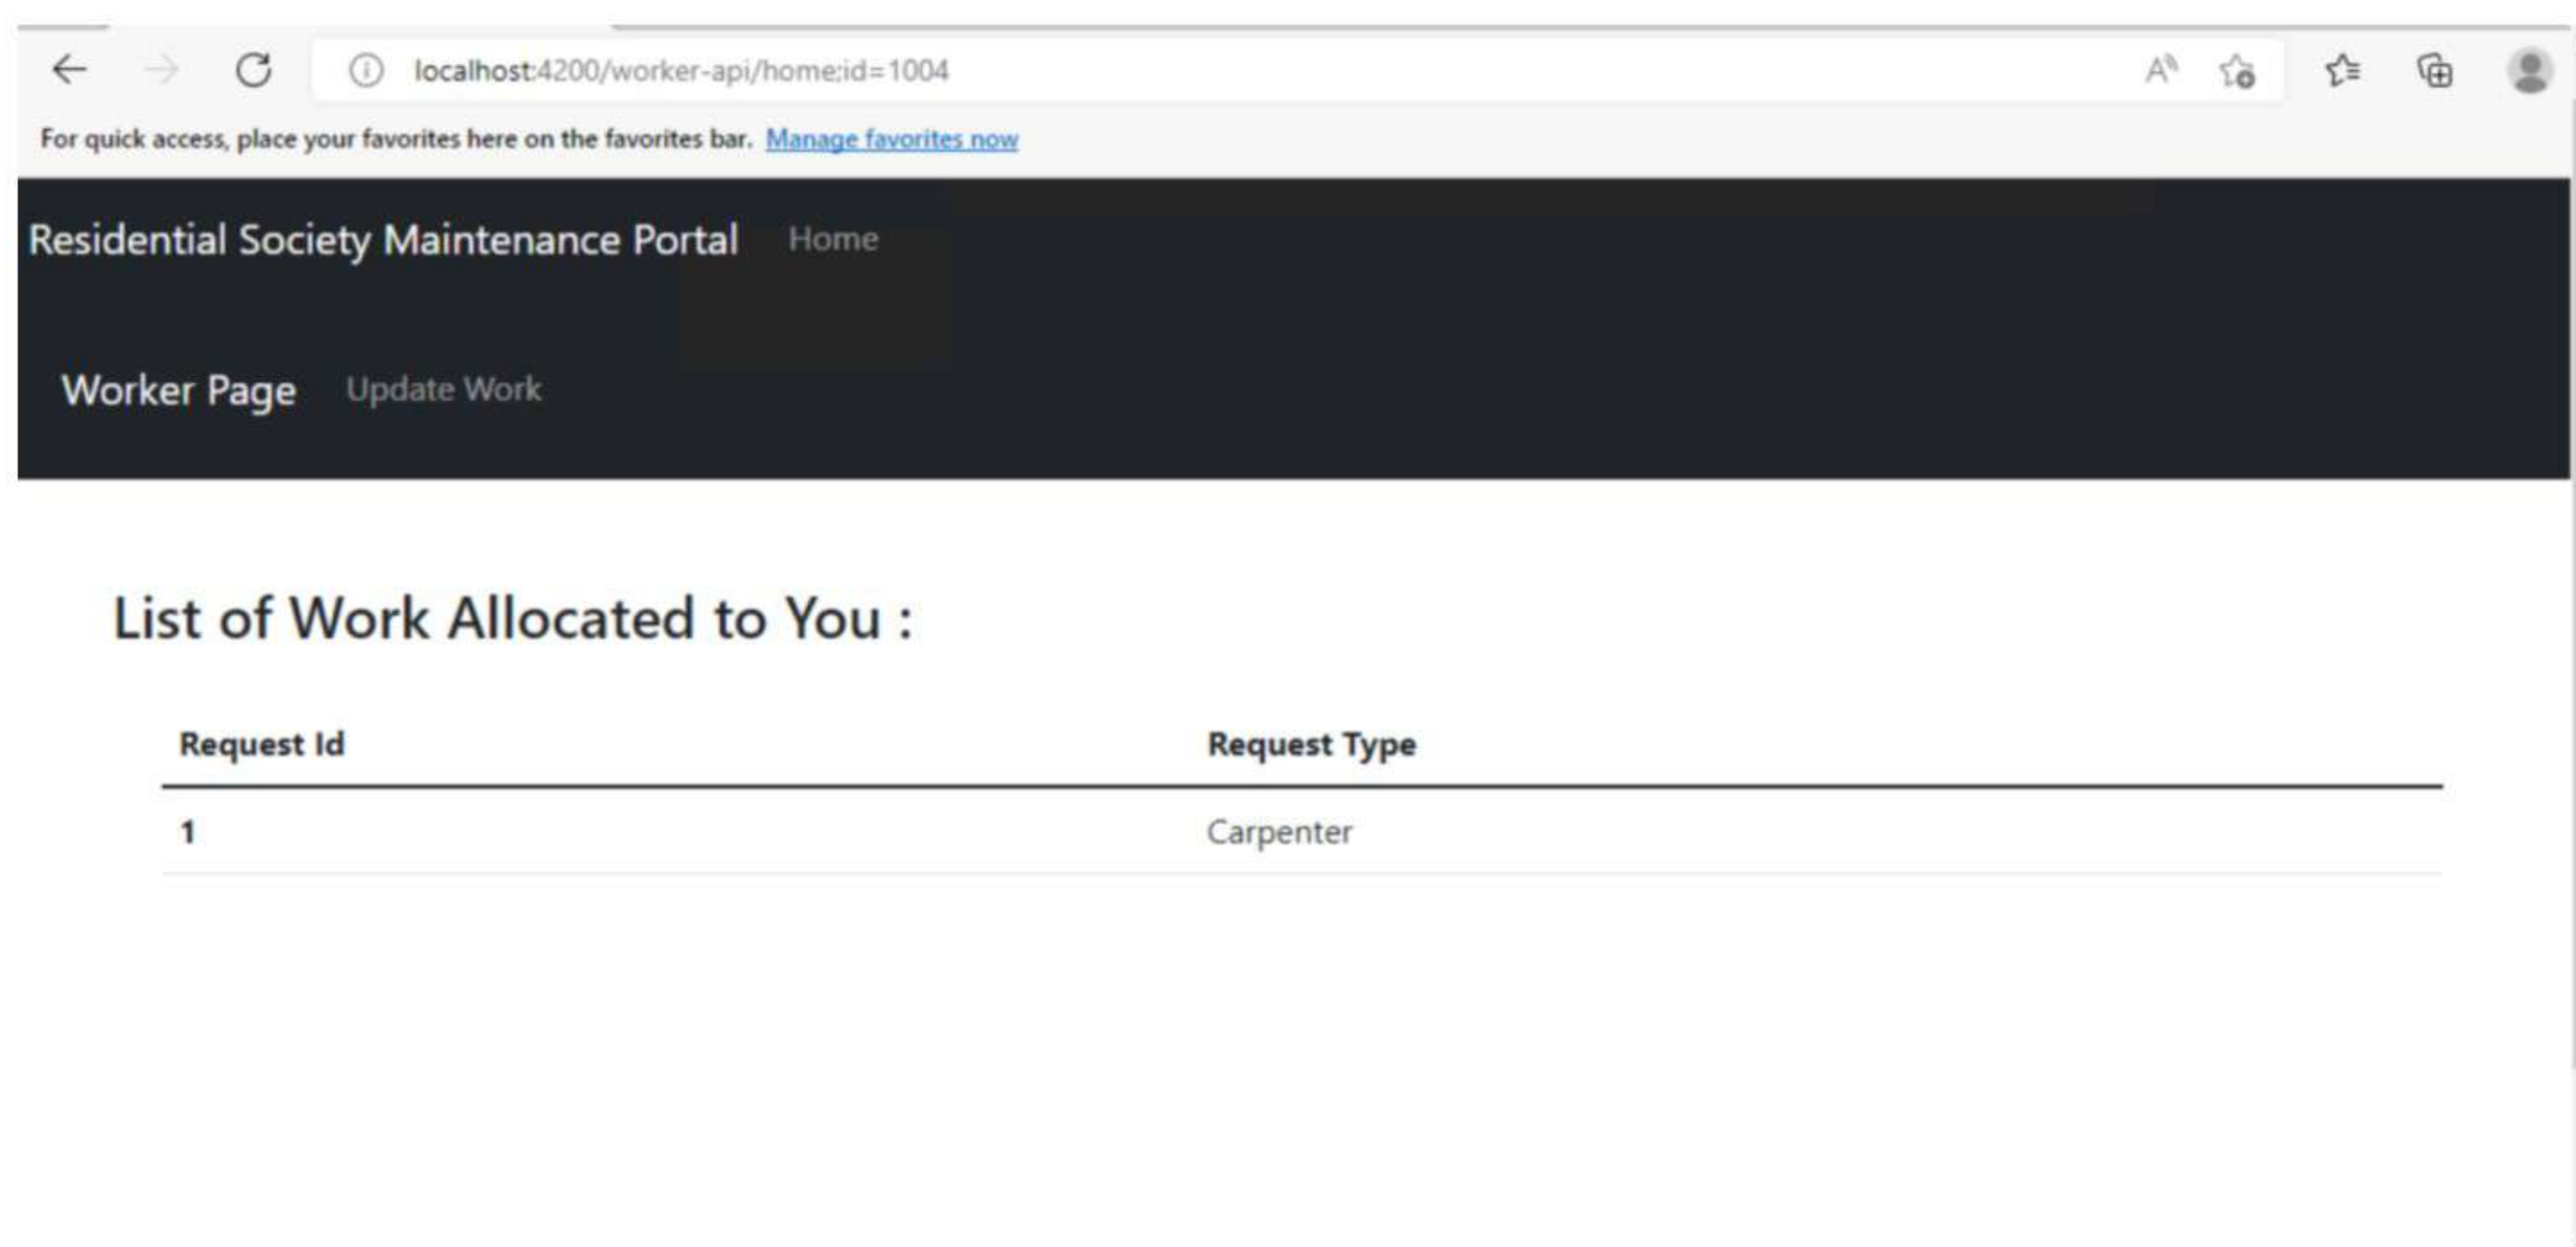 localhost:4200/worker-api/home;id=1004
For quick access, place your favorites here on the favorites bar. Manage favorites now
Residential Society Maintenance Portal Home
Worker Page Update Work
List of Work Allocated to You :
Request Id Request Type
1 Carpenter